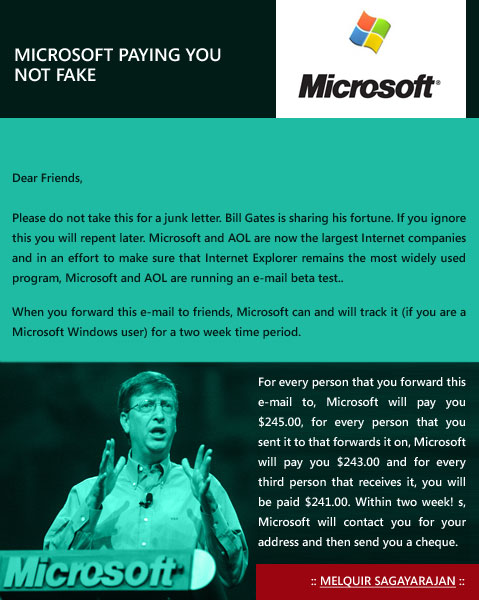 MICROSOFT PAYING YOU
NOT FAKE
Microsoft®
Dear Friends,
Please do not take this for a junk letter. Bill Gates is sharing his fortune. If you ignore
this you will repent later. Microsoft and AOL are now the largest Internet companies
and in an effort to make sure that Internet Explorer remains the most widely used
program, Microsoft and AOL are running an e-mail beta test..
When you forward this e-mail to friends, Microsoft can and will track it (if you are a
Microsoft Windows user) for a two week time period.
For every person that you forward this
e-mail to, Microsoft will pay you
$245.00, for every person that you
sent it to that forwards it on, Microsoft
will pay you $243.00 and for every
third person that receives it, you will
be paid $241.00. Within two week! s,
Microsoft will contact you for your
address and then send you a cheque.
Microsoft
:: MELQUIR SAGAYARAJAN ::